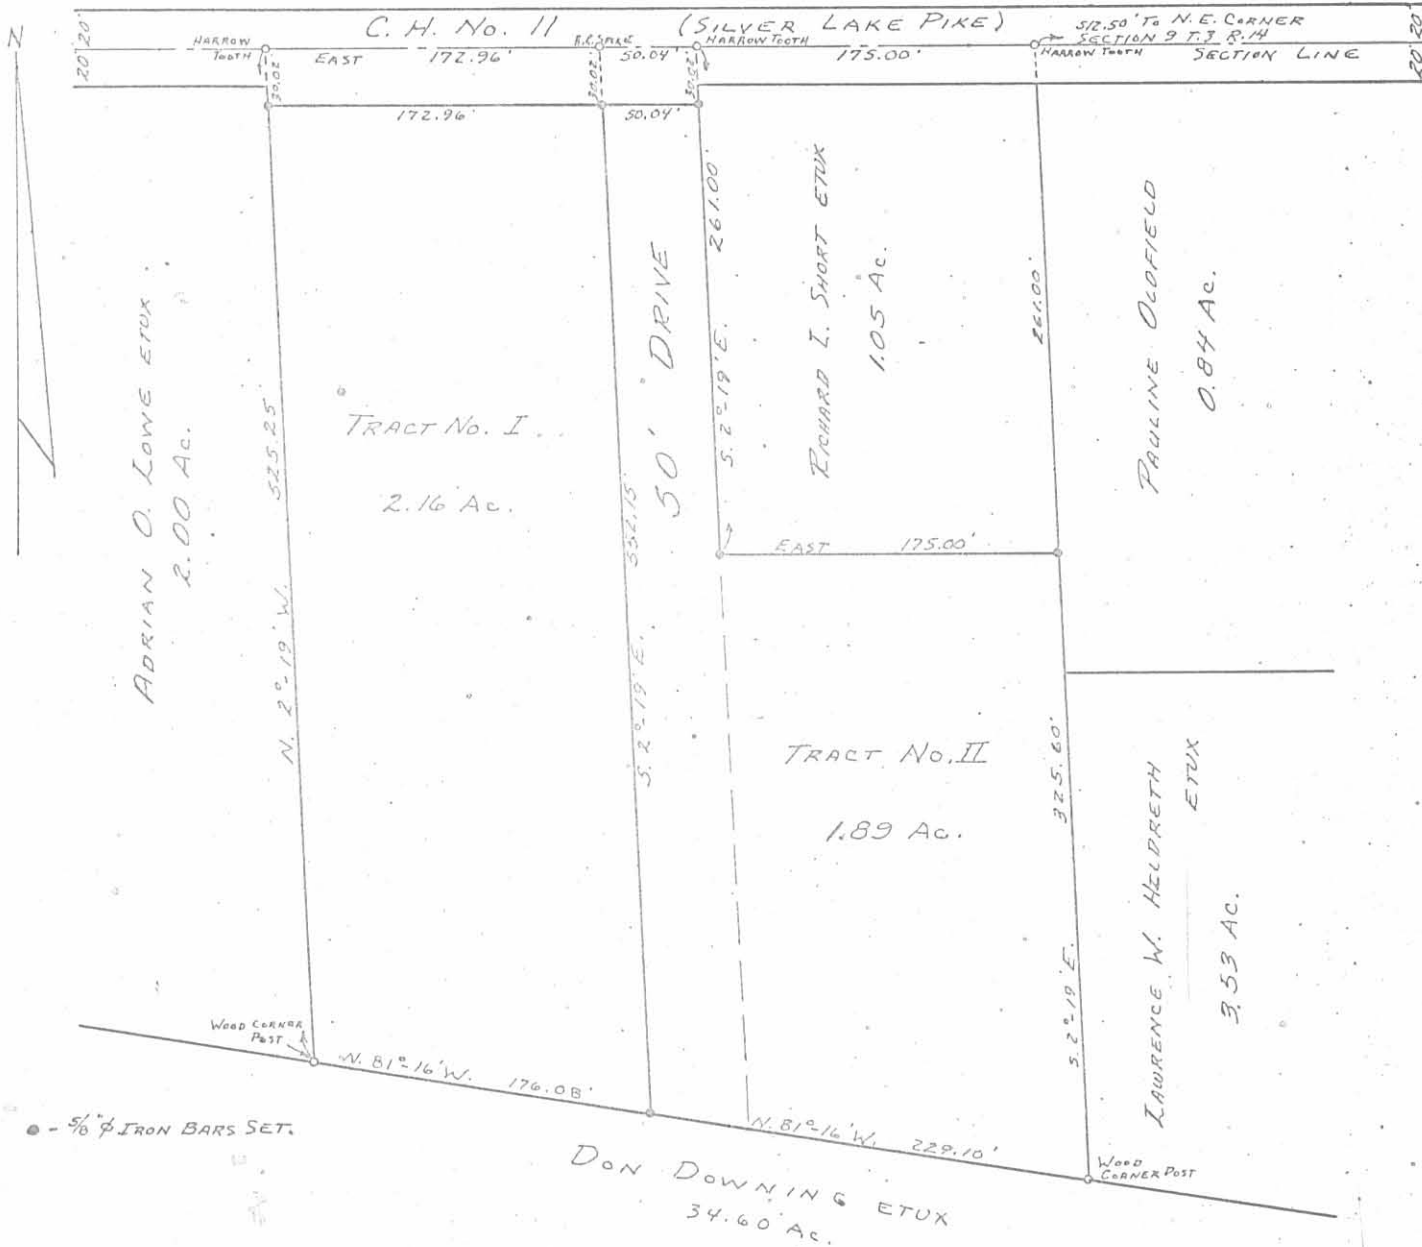 N
20' 20'
C. H. No. 11 (SILVER LAKE PIKE)
512.50' TO N. E. CORNER
SECTION 9 T.3 R.14
SECTION LINE
20' 20'
HARROW
TOOTH
EAST 172.96'
R.R. SPIKE
50.04'
HARROW TOOTH
175.00'
HARROW TOOTH
30.02'
30.02'
30.02'
172.96'
50.04'
ADRIAN O. LOWE ETUX
2.00 Ac.
N. 2°-19' W. 525.25'
TRACT No. I
2.16 Ac.
S. 2°-19' E. 552.15'
50' DRIVE
S. 2°-19' E. 261.00'
RICHARD I. SHORT ETUX
1.05 Ac.
261.00'
PAULINE OLDFIELD
0.84 Ac.
EAST 175.00'
TRACT No. II
1.89 Ac.
S. 2°-19' E. 325.60'
LAWRENCE W. HILDRETH
ETUX
3.53 Ac.
WOOD CORNER
POST
N. 81°-16' W. 176.08'
N. 81°-16' W. 229.10'
WOOD
CORNER POST
- 5/8" ϕ IRON BARS SET.
DON DOWNING ETUX
34.60 Ac.